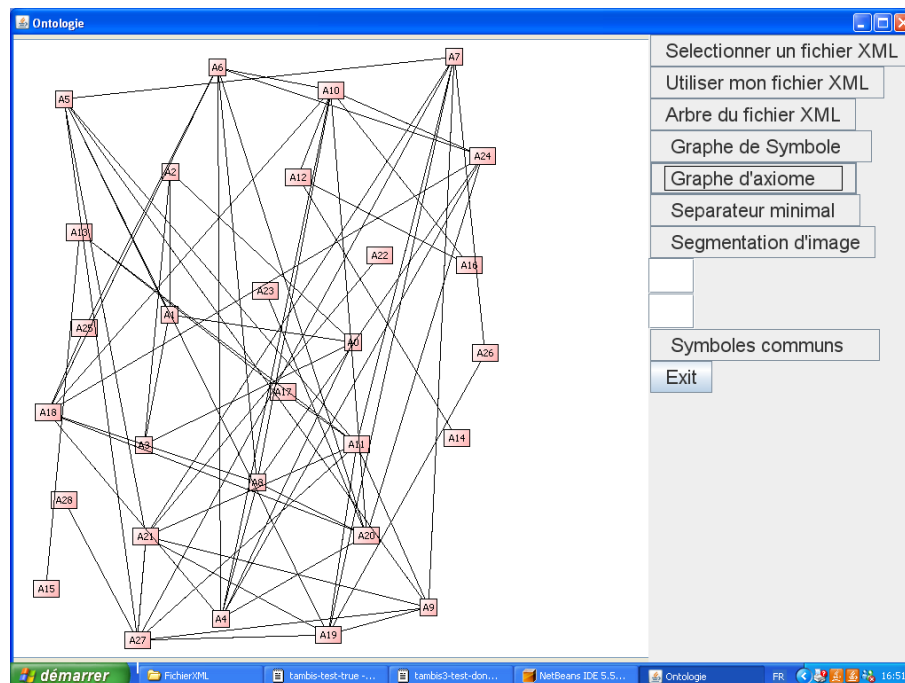 Ontologie
A7
A6
A10
A5
A24
A2
A12
A13
A22
A16
A23
A1
A25
A0
A26
A17
A18
A14
A3
A11
A8
A28
A21
A20
A15
A9
A4
A19
A27
Selectionner un fichier XML
Utiliser mon fichier XML
Arbre du fichier XML
Graphe de Symbole
Graphe d'axiome
Separateur minimal
Segmentation d'image
Symboles communs
Exit
démarrer
FichierXML
tambis-test-true -...
tambis3-test-don...
NetBeans IDE 5.5...
Ontologie
FR
16:51